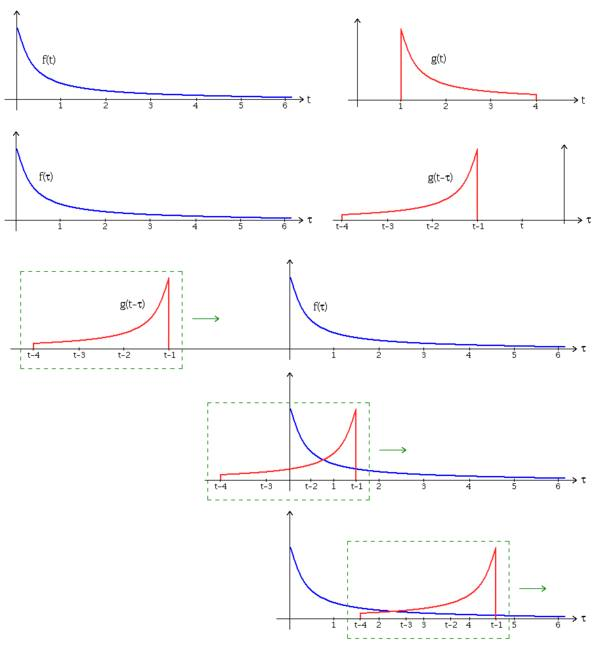 f(t)
g(t)
1 2 3 4 5 6 t
1 2 3 4 t
f(τ)
g(t-τ)
1 2 3 4 5 6 τ
t-4 t-3 t-2 t-1 t τ
g(t-τ)
f(τ)
t-4 t-3 t-2 t-1 1 2 3 4 5 6 τ
t-4 t-3 t-2 1 t-1 2 3 4 5 6 τ
1 t-4 2 t-3 3 t-2 4 t-1 5 6 τ